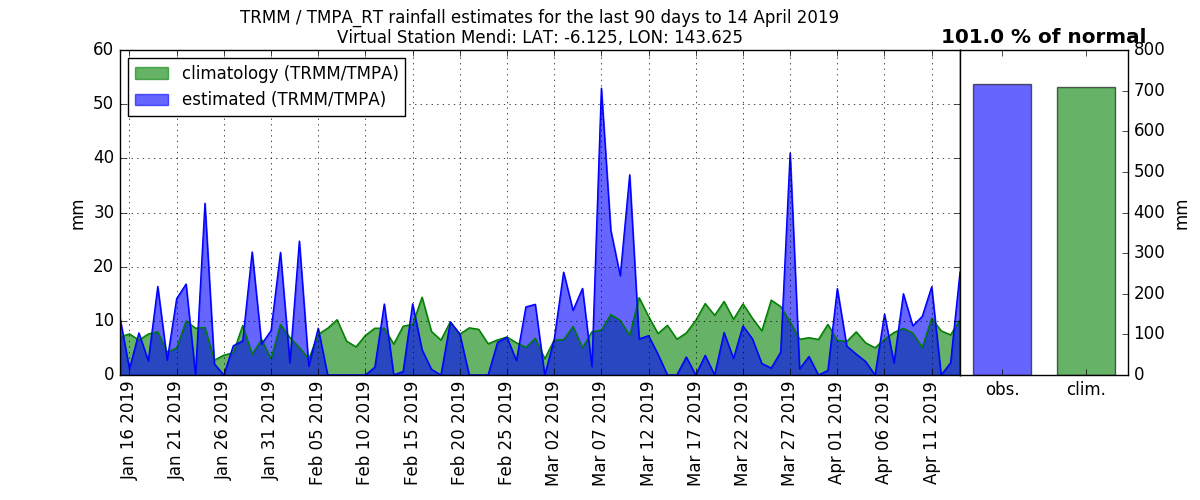 TRMM / TMPA_RT rainfall estimates for the last 90 days to 14 April 2019
Virtual Station Mendi: LAT: -6.125, LON: 143.625
101.0 % of normal
climatology (TRMM/TMPA)
estimated (TRMM/TMPA)
mm
60
50
40
30
20
10
0
Jan 16 2019
Jan 21 2019
Jan 26 2019
Jan 31 2019
Feb 05 2019
Feb 10 2019
Feb 15 2019
Feb 20 2019
Feb 25 2019
Mar 02 2019
Mar 07 2019
Mar 12 2019
Mar 17 2019
Mar 22 2019
Mar 27 2019
Apr 01 2019
Apr 06 2019
Apr 11 2019
obs.
clim.
800
700
600
500
400
300
200
100
0
mm